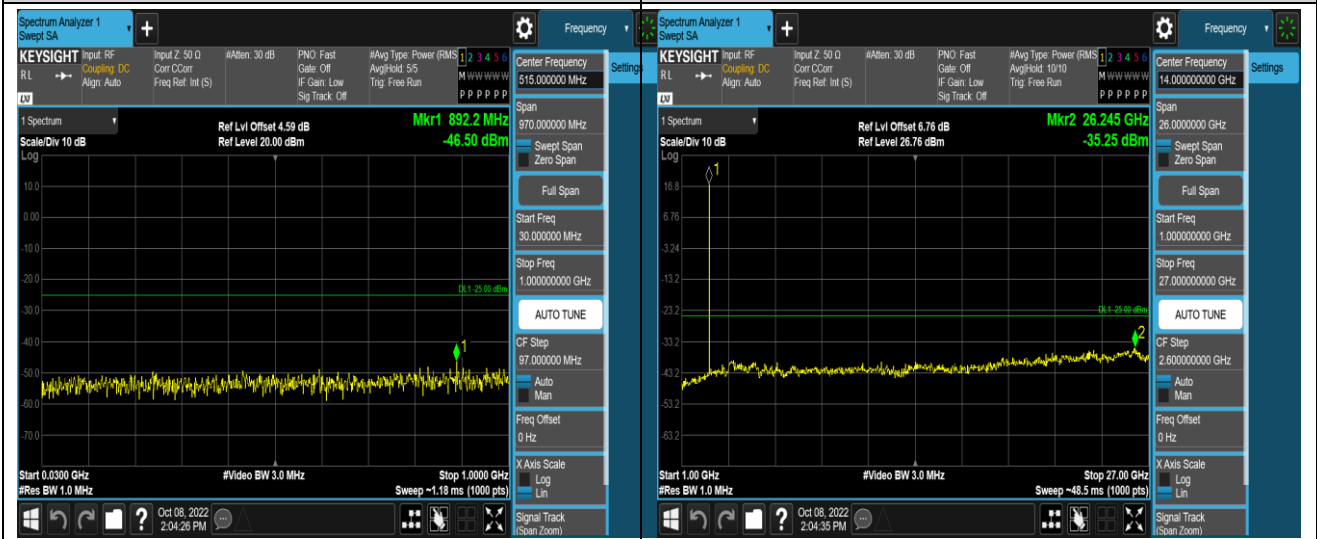 Spectrum Analyzer 1
Swept SA
+
Frequency
KEYSIGHT
RL
LXI
Input: RF
Coupling: DC
Align: Auto
Input Z: 50 Ω
Corr CCorr
Freq Ref: Int (S)
#Atten: 30 dB
PNO: Fast
Gate: Off
IF Gain: Low
Sig Track: Off
#Avg Type: Power (RMS
Avg|Hold: 5/5
Trig: Free Run
1 2 3 4 5 6
M W W W W W
P P P P P P
1 Spectrum
Scale/Div 10 dB
Log
Ref Lvl Offset 4.59 dB
Ref Level 20.00 dBm
Mkr1 892.2 MHz
-46.50 dBm
10.0
0.00
-10.0
-20.0
-30.0
-40.0
-50.0
-60.0
-70.0
DL1 -25.00 dBm
1
Start 0.0300 GHz
#Res BW 1.0 MHz
#Video BW 3.0 MHz
Stop 1.0000 GHz
Sweep ~1.18 ms (1000 pts)
Oct 08, 2022
2:04:26 PM
Center Frequency
515.000000 MHz
Span
970.000000 MHz
Swept Span
Zero Span
Full Span
Start Freq
30.000000 MHz
Stop Freq
1.000000000 GHz
AUTO TUNE
CF Step
97.000000 MHz
Auto
Man
Freq Offset
0 Hz
X Axis Scale
Log
Lin
Signal Track
(Span Zoom)
Settings
Spectrum Analyzer 1
Swept SA
+
Frequency
KEYSIGHT
RL
LXI
Input: RF
Coupling: DC
Align: Auto
Input Z: 50 Ω
Corr CCorr
Freq Ref: Int (S)
#Atten: 30 dB
PNO: Fast
Gate: Off
IF Gain: Low
Sig Track: Off
#Avg Type: Power (RMS
Avg|Hold: 10/10
Trig: Free Run
1 2 3 4 5 6
M W W W W W
P P P P P P
1 Spectrum
Scale/Div 10 dB
Log
Ref Lvl Offset 6.76 dB
Ref Level 26.76 dBm
Mkr2 26.245 GHz
-35.25 dBm
16.8
6.76
-3.24
-13.2
-23.2
-33.2
-43.2
-53.2
-63.2
1
DL1 -25.00 dBm
2
Start 1.00 GHz
#Res BW 1.0 MHz
#Video BW 3.0 MHz
Stop 27.00 GHz
Sweep ~48.5 ms (1000 pts)
Oct 08, 2022
2:04:35 PM
Center Frequency
14.000000000 GHz
Span
26.0000000 GHz
Swept Span
Zero Span
Full Span
Start Freq
1.000000000 GHz
Stop Freq
27.000000000 GHz
AUTO TUNE
CF Step
2.600000000 GHz
Auto
Man
Freq Offset
0 Hz
X Axis Scale
Log
Lin
Signal Track
(Span Zoom)
Settings